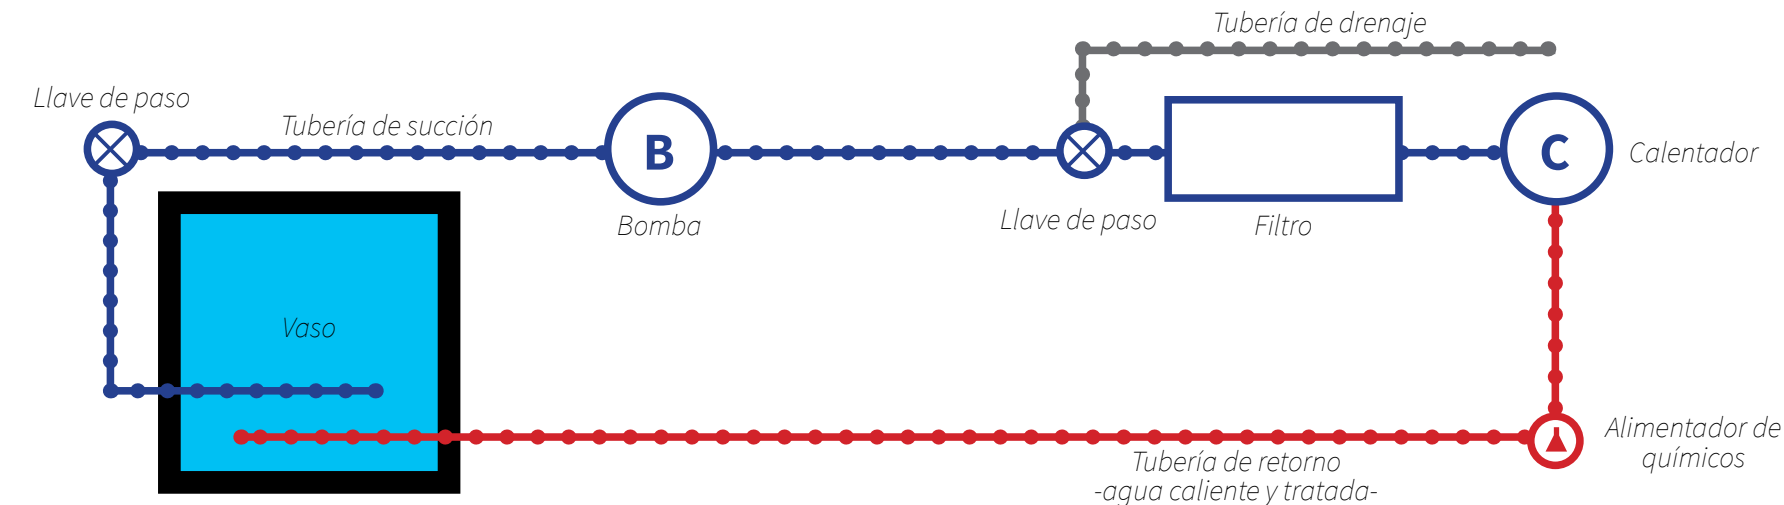 Tubería de drenaje
Llave de paso
Tubería de succión
B
C
Calentador
Bomba
Llave de paso
Filtro
Vaso
Alimentador de
químicos
Tubería de retorno
-agua caliente y tratada-